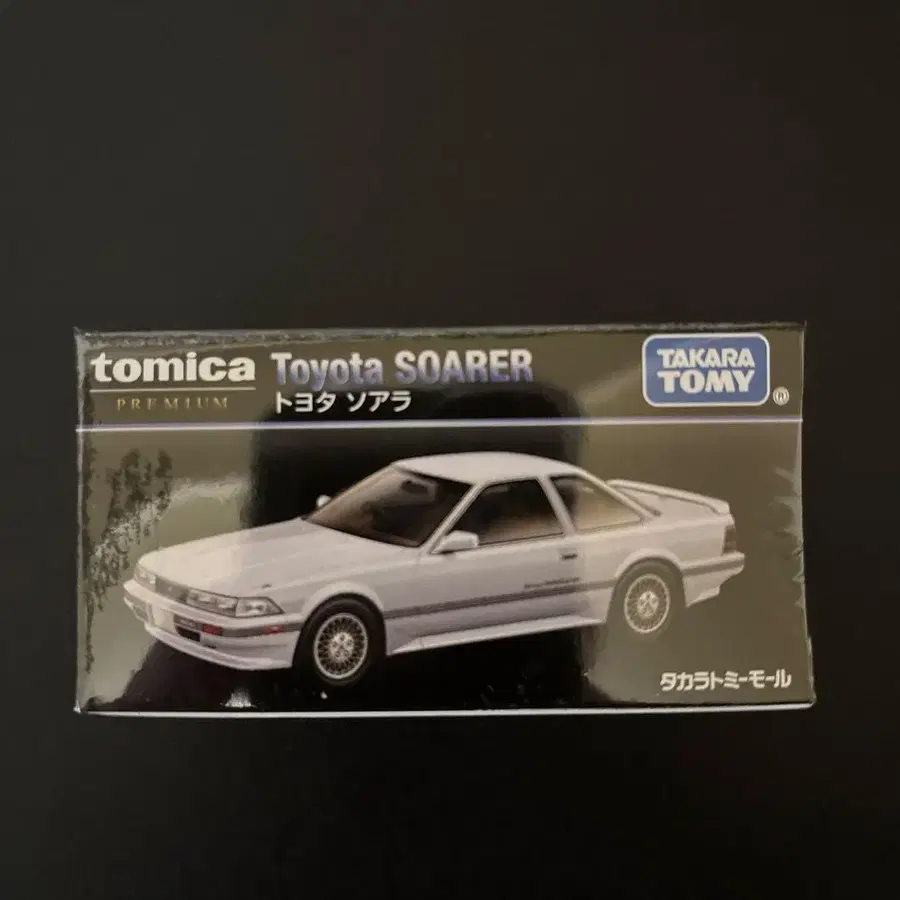 tomica
PREMIUM
Toyota SOARER
トヨタ ソアラ
TAKARA
TOMY
®
タカラトミーモール